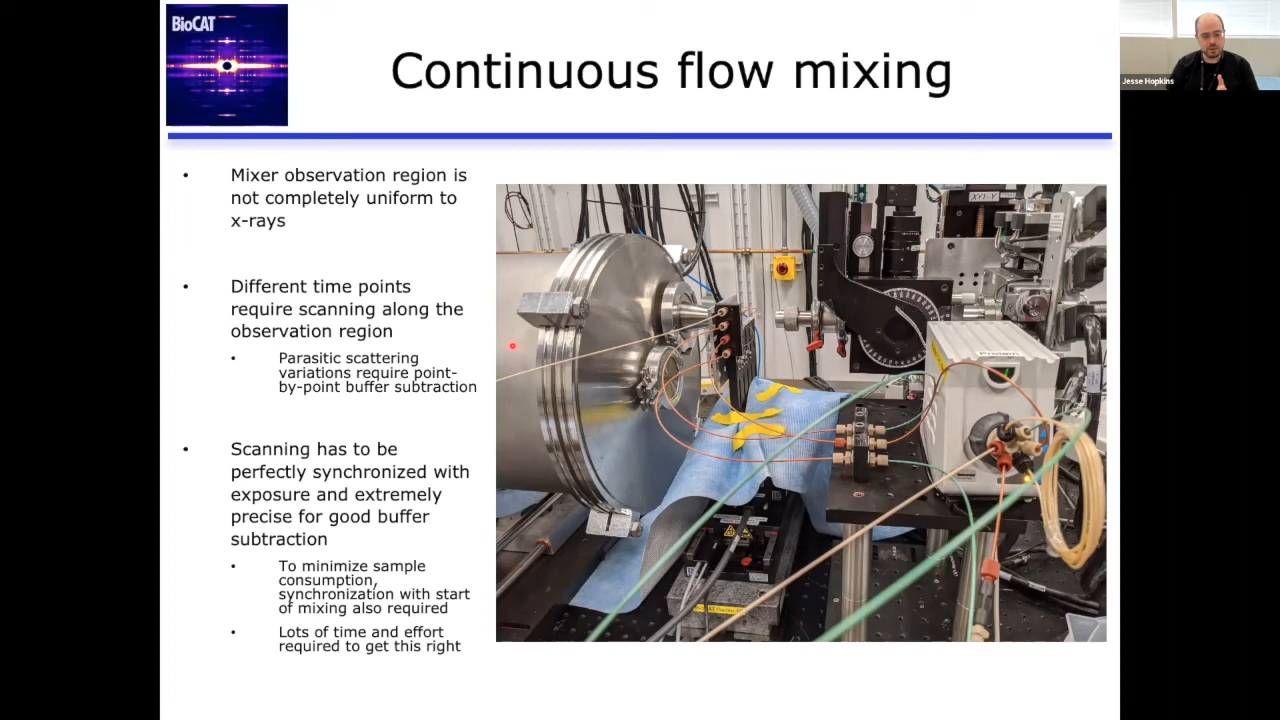 BioCAT
Continuous flow mixing
Jesse Hopkins
• Mixer observation region is
not completely uniform to
x-rays
• Different time points
require scanning along the
observation region
• Parasitic scattering
variations require point-
by-point buffer subtraction
• Scanning has to be
perfectly synchronized with
exposure and extremely
precise for good buffer
subtraction
• To minimize sample
consumption,
synchronization with start
of mixing also required
• Lots of time and effort
required to get this right